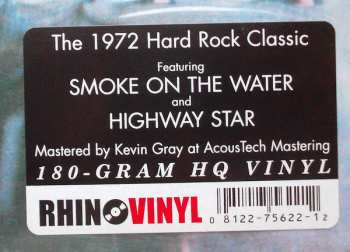 The 1972 Hard Rock Classic
Featuring
SMOKE ON THE WATER
and
HIGHWAY STAR
Mastered by Kevin Gray at AcousTech Mastering
180-GRAM HQ VINYL
RHINO VINYL
0 8122-75622-1 2